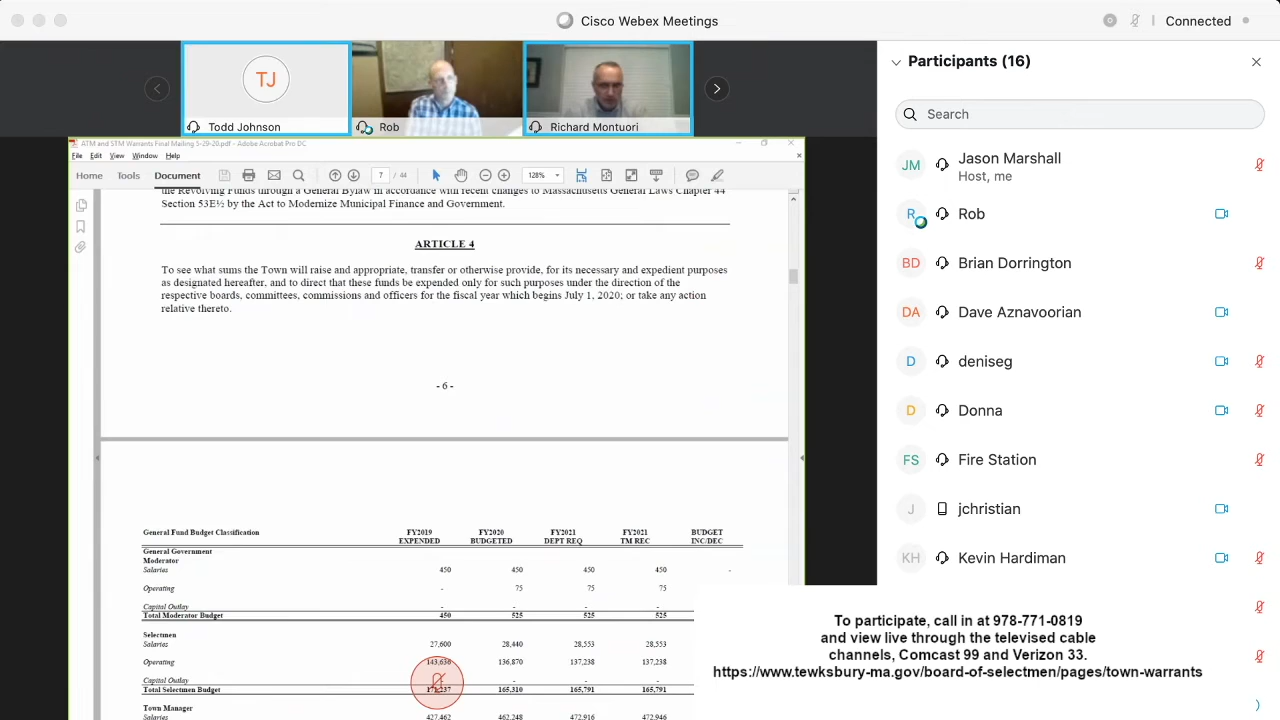 Cisco Webex Meetings
Connected
TJ
Todd Johnson
Rob
Richard Montuori
Participants (16)
Search
JM Jason Marshall
Host, me
R Rob
BD Brian Dorrington
DA Dave Aznavoorian
D deniseg
D Donna
FS Fire Station
J jchristian
KH Kevin Hardiman
ATM and STM Warrants Final Mailing 5-29-20.pdf - Adobe Acrobat Pro DC
File Edit View Window Help
Home Tools Document 7 / 44 128%
the Revolving Funds through a General Bylaw in accordance with recent changes to Massachusetts General Laws Chapter 44
Section 53E½ by the Act to Modernize Municipal Finance and Government.
ARTICLE 4
To see what sums the Town will raise and appropriate, transfer or otherwise provide, for its necessary and expedient purposes
as designated hereafter, and to direct that these funds be expended only for such purposes under the direction of the
respective boards, committees, commissions and officers for the fiscal year which begins July 1, 2020; or take any action
relative thereto.
- 6 -
General Fund Budget Classification FY2019 EXPENDED FY2020 BUDGETED FY2021 DEPT REQ FY2021 TM REC BUDGET INC/DEC
General Government
Moderator
Salaries 450 450 450 450 -
Operating - 75 75 75
Capital Outlay - - - -
Total Moderator Budget 450 525 525 525
Selectmen
Salaries 27,600 28,440 28,553 28,553
Operating 143,636 136,870 137,238 137,238
Capital Outlay - - -
Total Selectmen Budget 165,310 165,791 165,791
Town Manager
Salaries 427,462 462,248 472,916 472,946
To participate, call in at 978-771-0819
and view live through the televised cable
channels, Comcast 99 and Verizon 33.
https://www.tewksbury-ma.gov/board-of-selectmen/pages/town-warrants